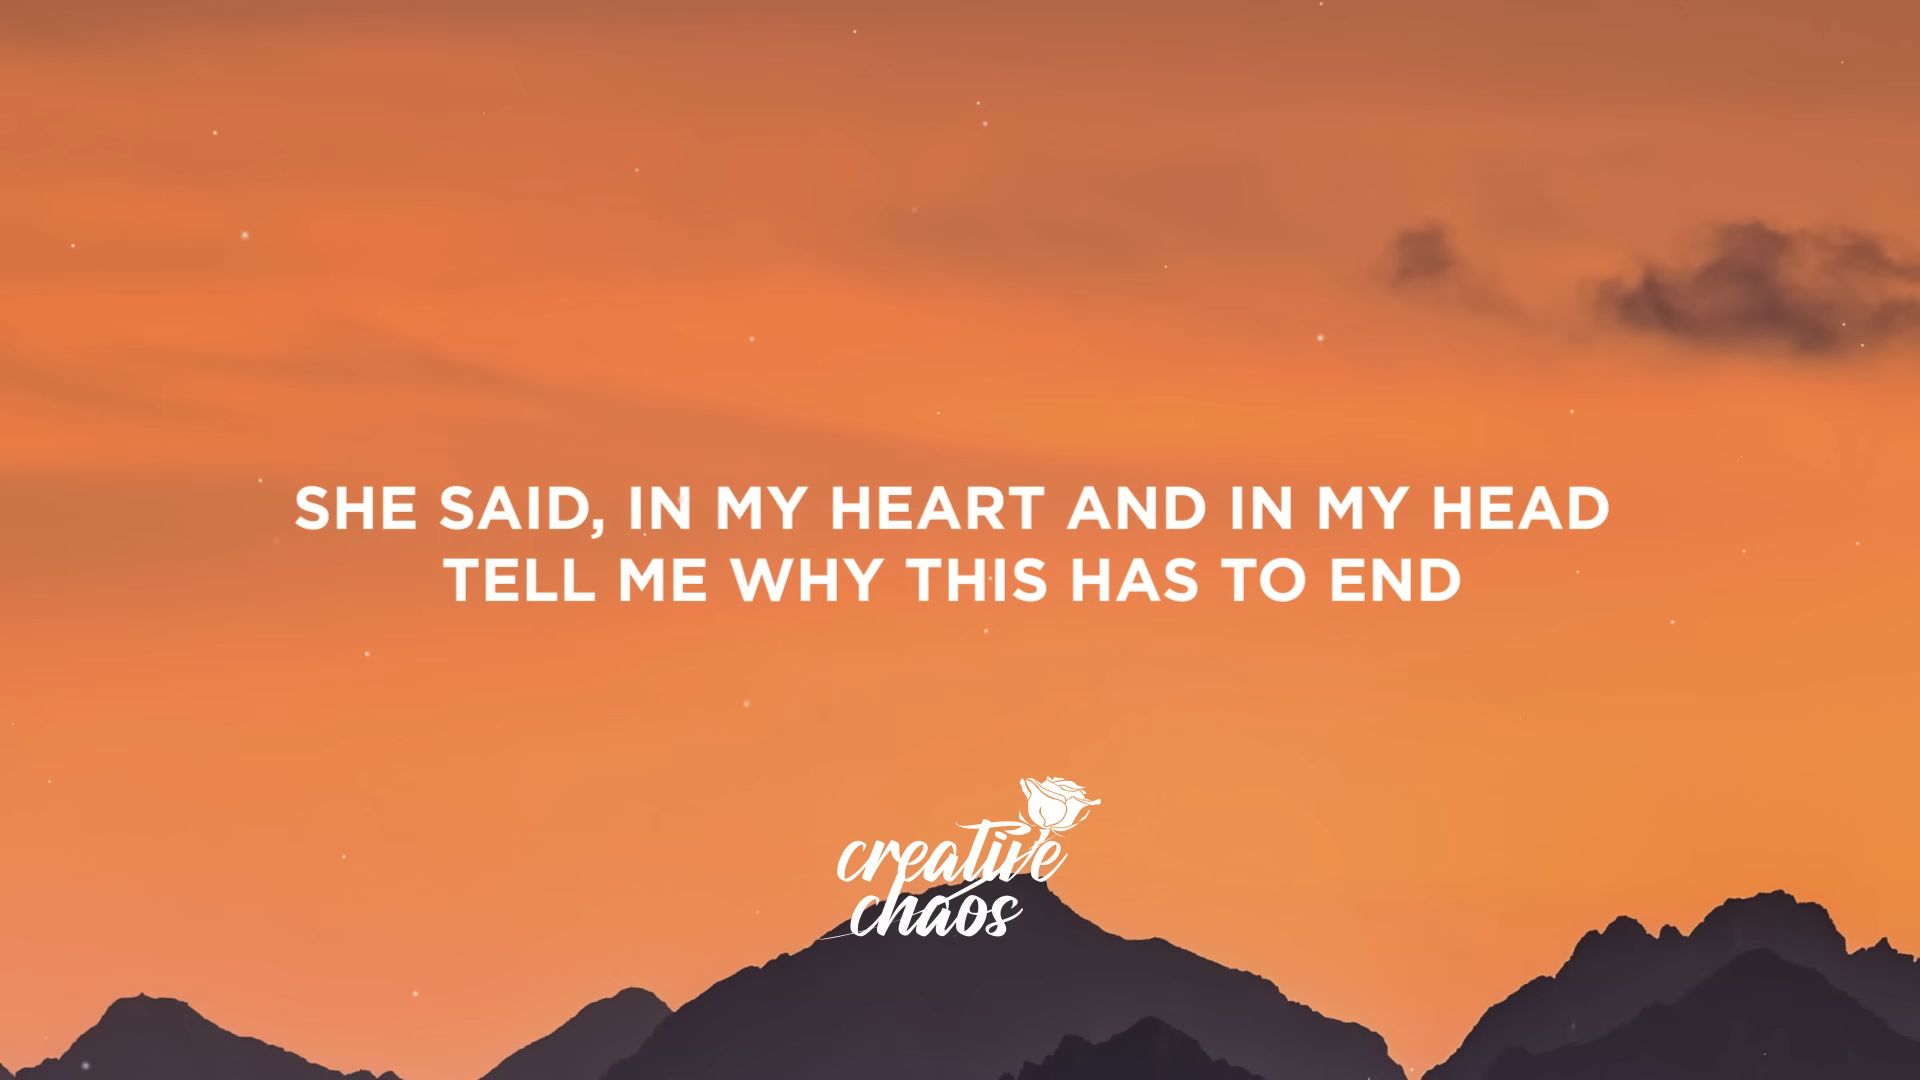 SHE SAID, IN MY HEART AND IN MY HEAD
TELL ME WHY THIS HAS TO END
creative
chaos